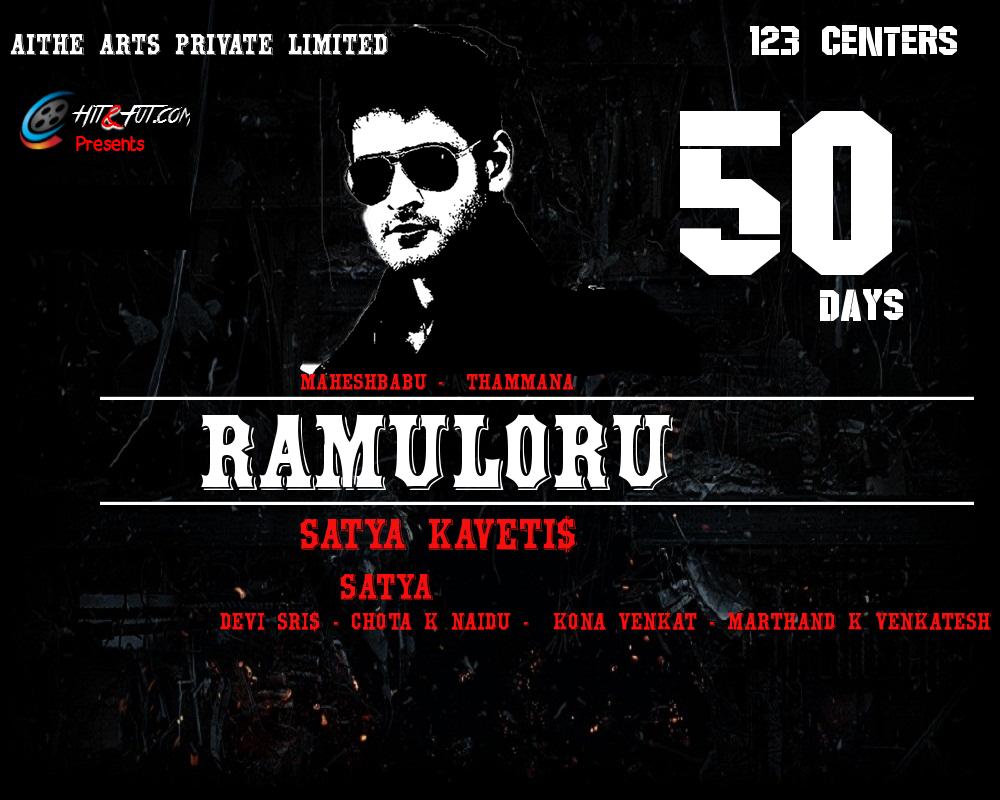 AITHE ARTS PRIVATE LIMITED
123 CENTERS
HIT&FUT.COM
Presents
50
DAYS
MAHESHBABU - THAMMANA
RAMULORU
SATYA KAVETI$
SATYA
DEVI SRI$ - CHOTA K NAIDU - KONA VENKAT - MARTHAND K VENKATESH